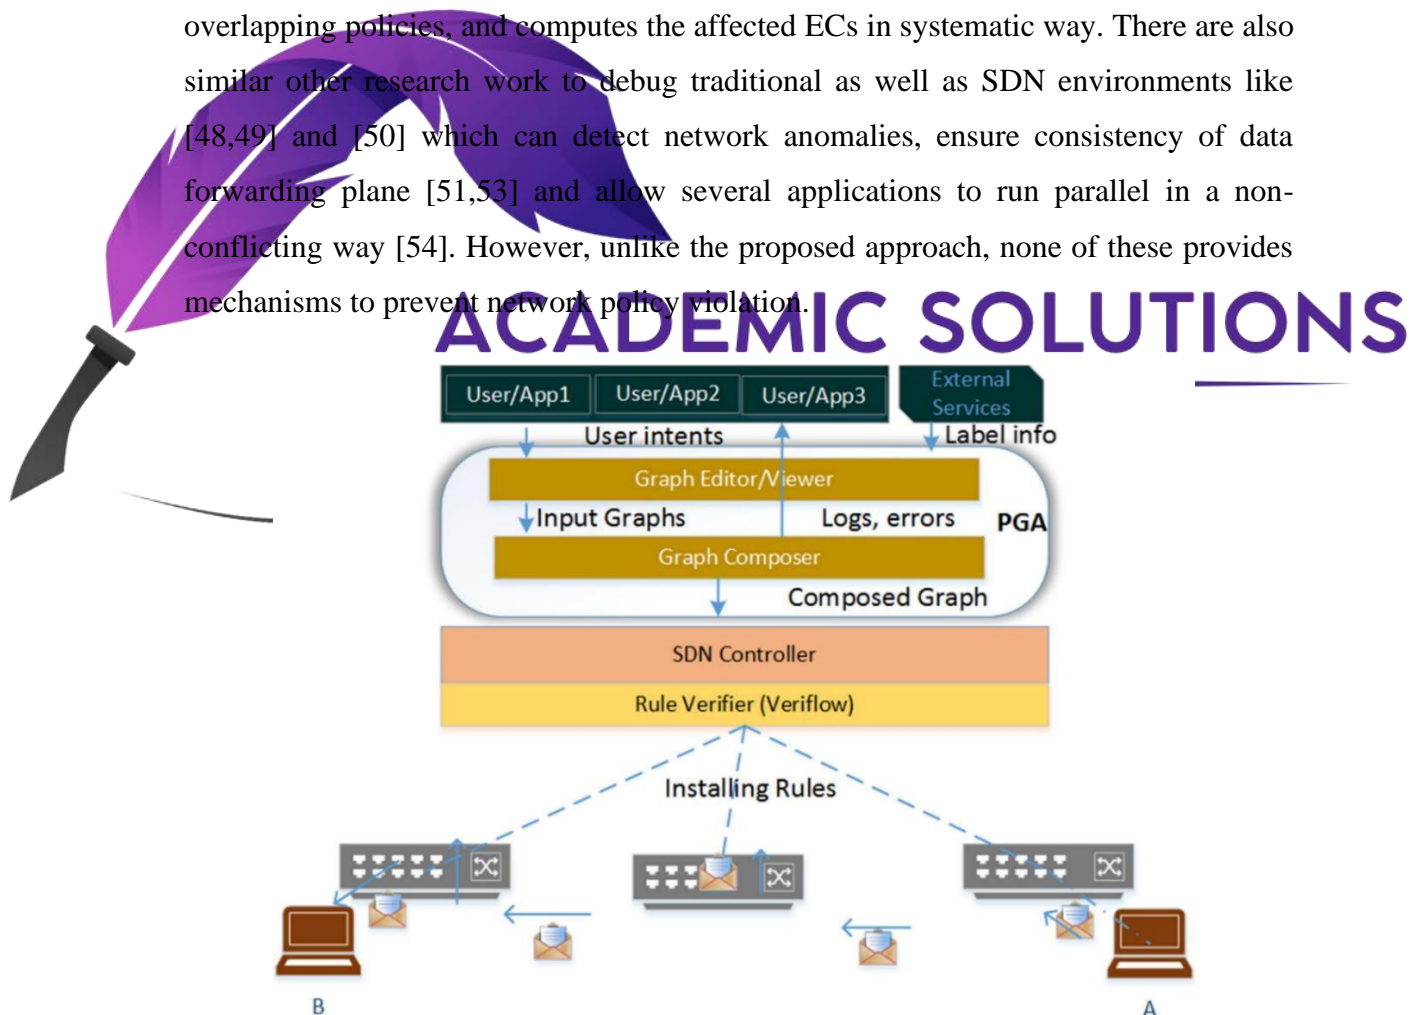 overlapping policies, and computes the affected ECs in systematic way. There are also
similar other research work to debug traditional as well as SDN environments like
[48,49] and [50] which can detect network anomalies, ensure consistency of data
forwarding plane [51,53] and allow several applications to run parallel in a non-
conflicting way [54]. However, unlike the proposed approach, none of these provides
mechanisms to prevent network policy violation.
ACADEMIC SOLUTIONS
User/App1 User/App2 User/App3
External
Services
User intents
Label info
Graph Editor/Viewer
Input Graphs
Logs, errors
PGA
Graph Composer
Composed Graph
SDN Controller
Rule Verifier (Veriflow)
Installing Rules
B
A